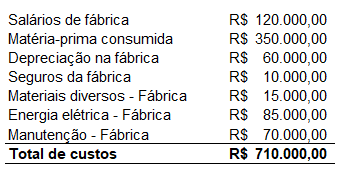 Salários de fábrica R$ 120.000,00
Matéria-prima consumida R$ 350.000,00
Depreciação na fábrica R$ 60.000,00
Seguros da fábrica R$ 10.000,00
Materiais diversos - Fábrica R$ 15.000,00
Energia elétrica - Fábrica R$ 85.000,00
Manutenção - Fábrica R$ 70.000,00
Total de custos R$ 710.000,00